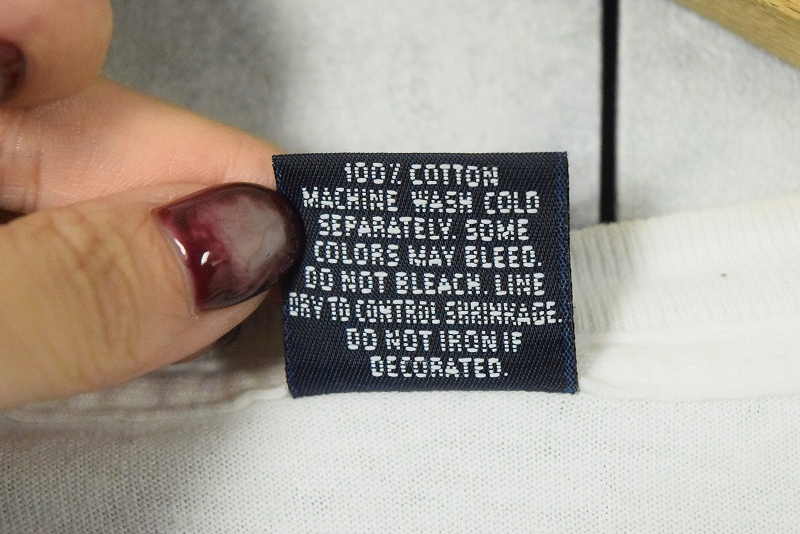 100% COTTON
MACHINE WASH COLD
SEPARATELY SOME
COLORS MAY BLEED.
DO NOT BLEACH LINE
DRY TO CONTROL SHRINKAGE.
DO NOT IRON IF
DECORATED.